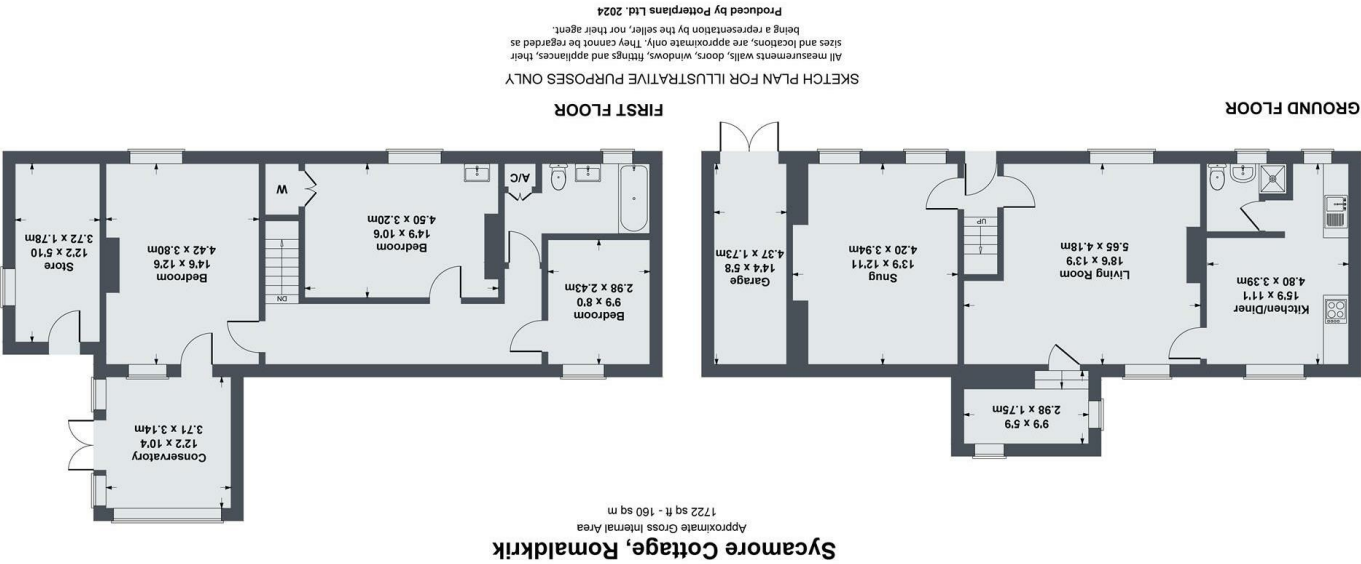 Sycamore Cottage, Romaldkrik
Approximate Gross Internal Area
1722 sq ft - 160 sq m
9'9 x 5'9
2.98 x 1.75m
Kitchen/Diner
15'9 x 11'1
4.80 x 3.39m
Living Room
18'6 x 13'9
5.65 x 4.18m
UP
Snug
13'9 x 12'11
4.20 x 3.94m
Garage
14'4 x 5'8
4.37 x 1.73m
GROUND FLOOR
Conservatory
12'2 x 10'4
3.71 x 3.14m
Bedroom
9'9 x 8'0
2.98 x 2.43m
A/C
Bedroom
14'9 x 10'6
4.50 x 3.20m
DN
W
Bedroom
14'6 x 12'6
4.42 x 3.80m
Store
12'2 x 5'10
3.72 x 1.78m
FIRST FLOOR
SKETCH PLAN FOR ILLUSTRATIVE PURPOSES ONLY
All measurements walls, doors, windows, fittings and appliances, their
sizes and locations, are approximate only. They cannot be regarded as
being a representation by the seller, nor their agent.
Produced by Potterplans Ltd. 2024